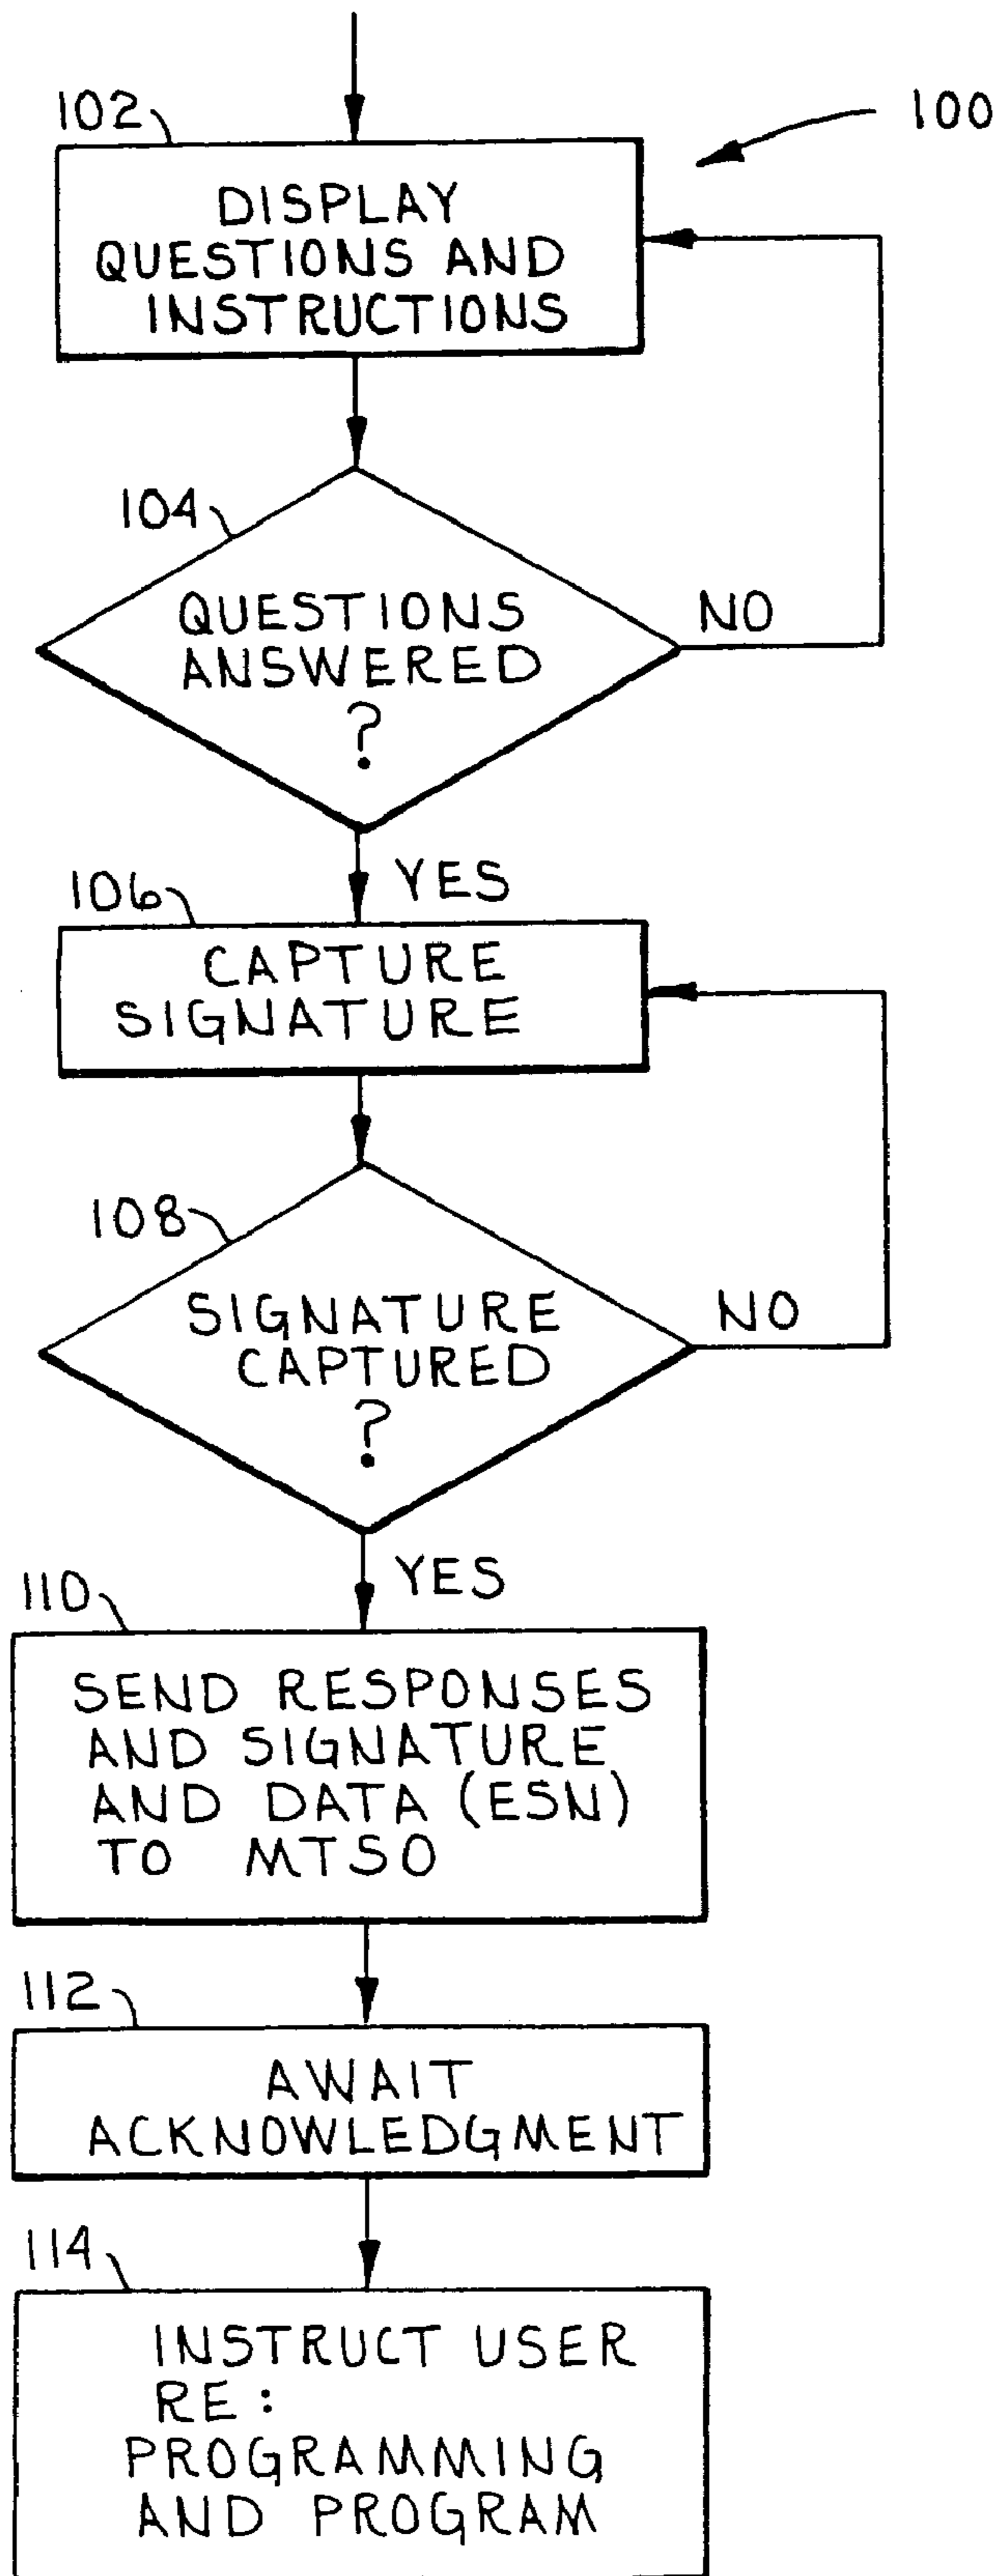 100
102
DISPLAY
QUESTIONS AND
INSTRUCTIONS
104
QUESTIONS
ANSWERED
?
NO
YES
106
CAPTURE
SIGNATURE
108
SIGNATURE
CAPTURED
?
NO
YES
110
SEND RESPONSES
AND SIGNATURE
AND DATA (ESN)
TO MTSO
112
AWAIT
ACKNOWLEDGMENT
114
INSTRUCT USER
RE:
PROGRAMMING
AND PROGRAM